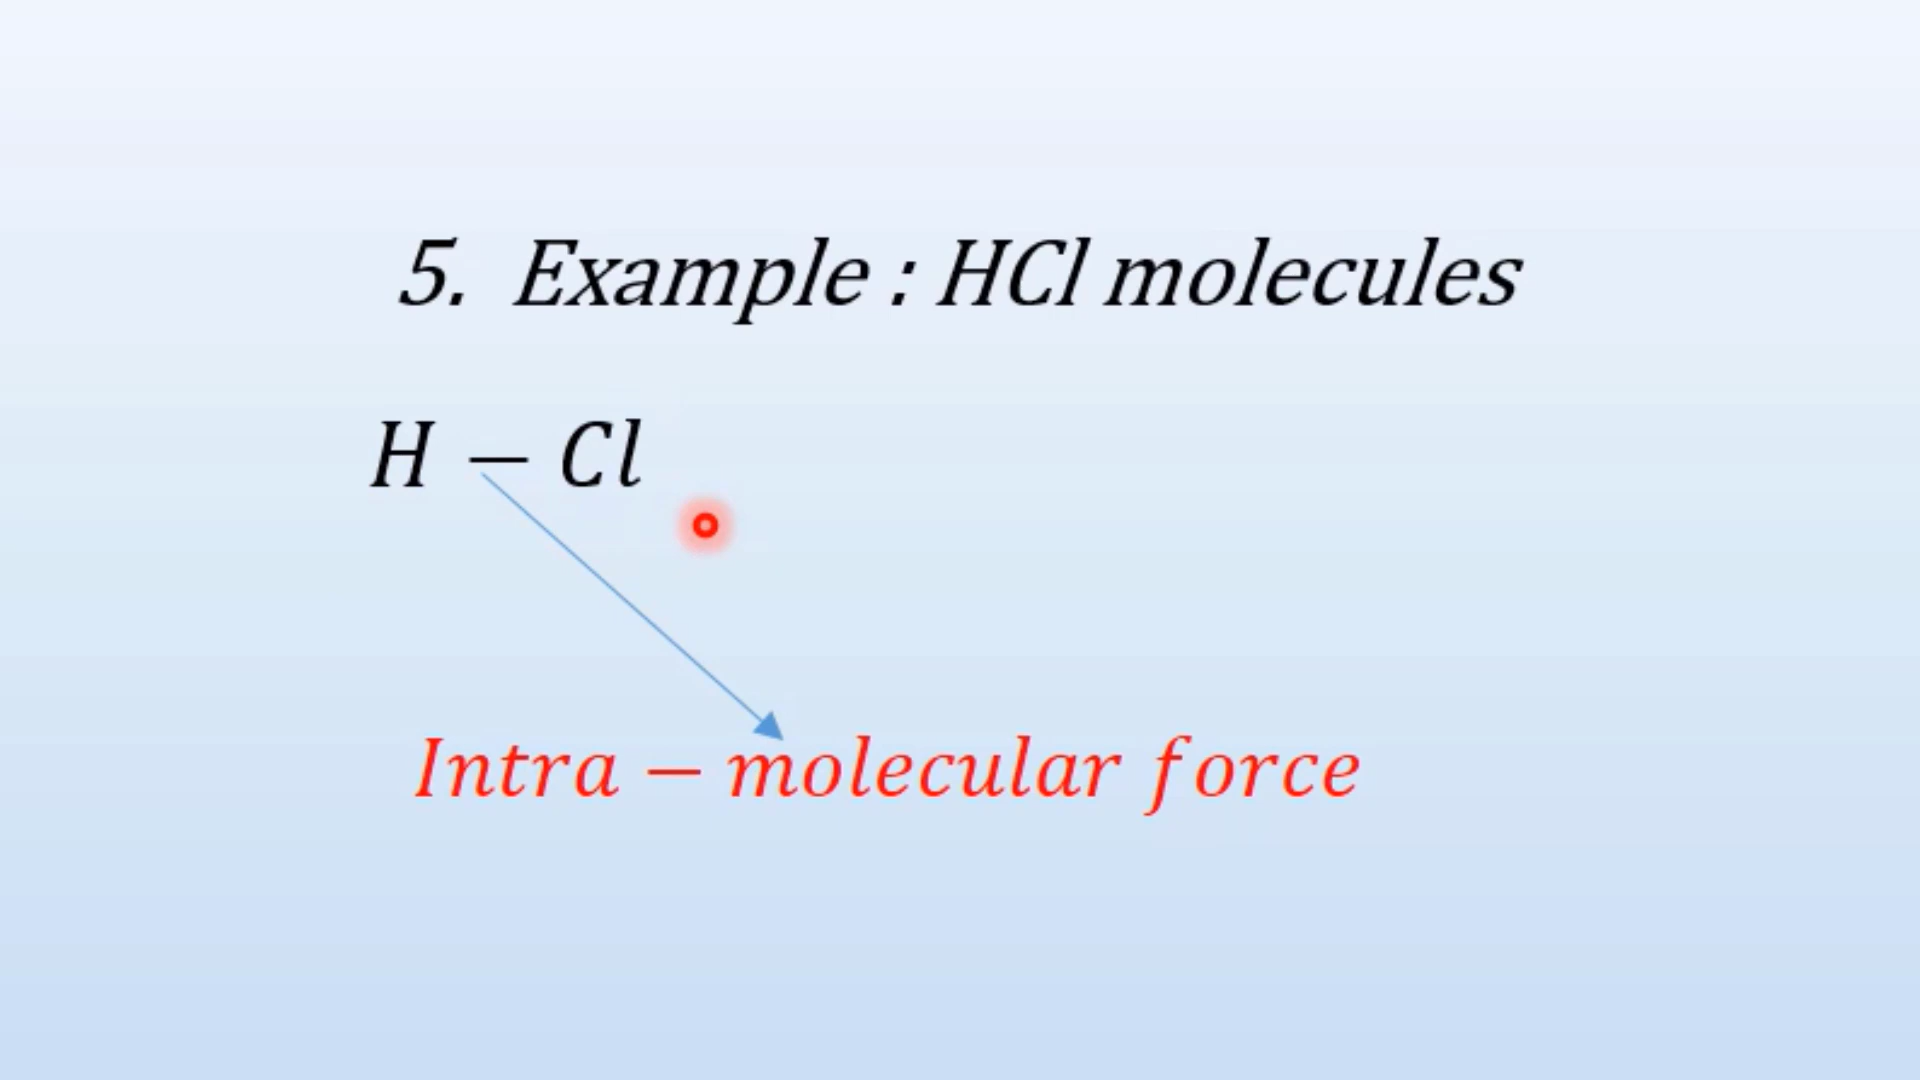 5. Example : HCl molecules
H − Cl
Intra − molecular force